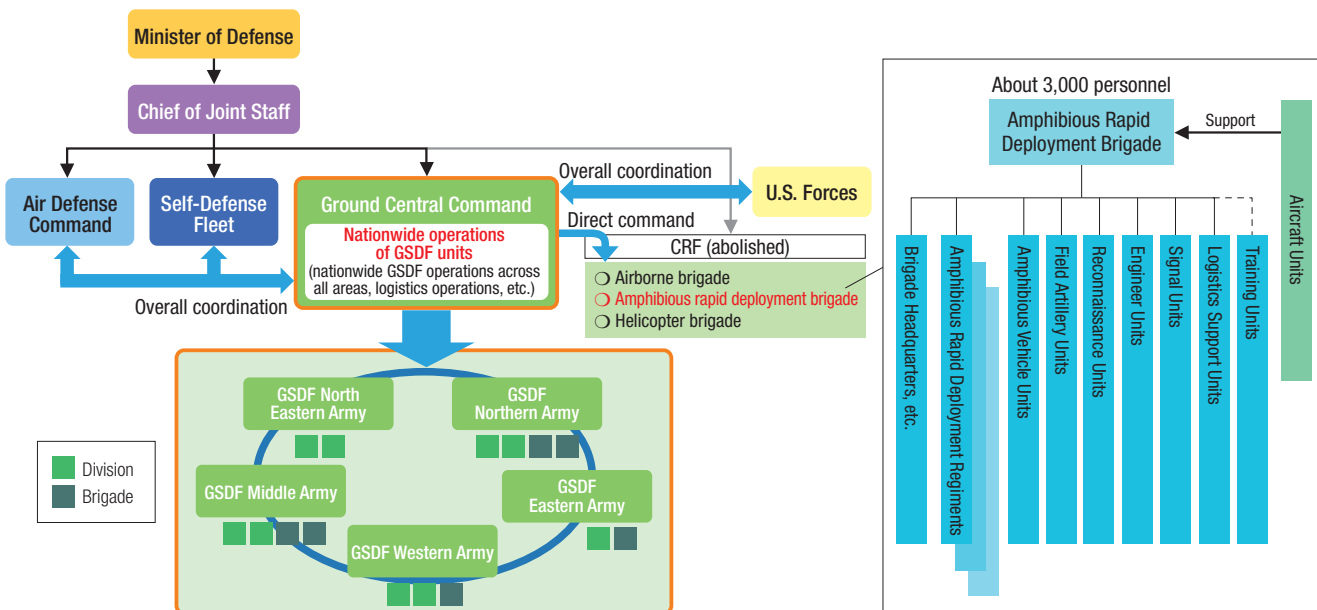 Minister of Defense
Chief of Joint Staff
Air Defense
Command
Self-Defense
Fleet
Overall coordination
Ground Central Command
Nationwide operations
of GSDF units
(nationwide GSDF operations across
all areas, logistics operations, etc.)
Overall coordination
U.S. Forces
Direct command
CRF (abolished)
❍ Airborne brigade
❍ Amphibious rapid deployment brigade
❍ Helicopter brigade
GSDF North
Eastern Army
GSDF
Northern Army
GSDF Middle Army
GSDF
Eastern Army
GSDF Western Army
Division
Brigade
About 3,000 personnel
Amphibious Rapid
Deployment Brigade
Support
Aircraft Units
Brigade Headquarters, etc.
Amphibious Rapid Deployment Regiments
Amphibious Vehicle Units
Field Artillery Units
Reconnaissance Units
Engineer Units
Signal Units
Logistics Support Units
Training Units